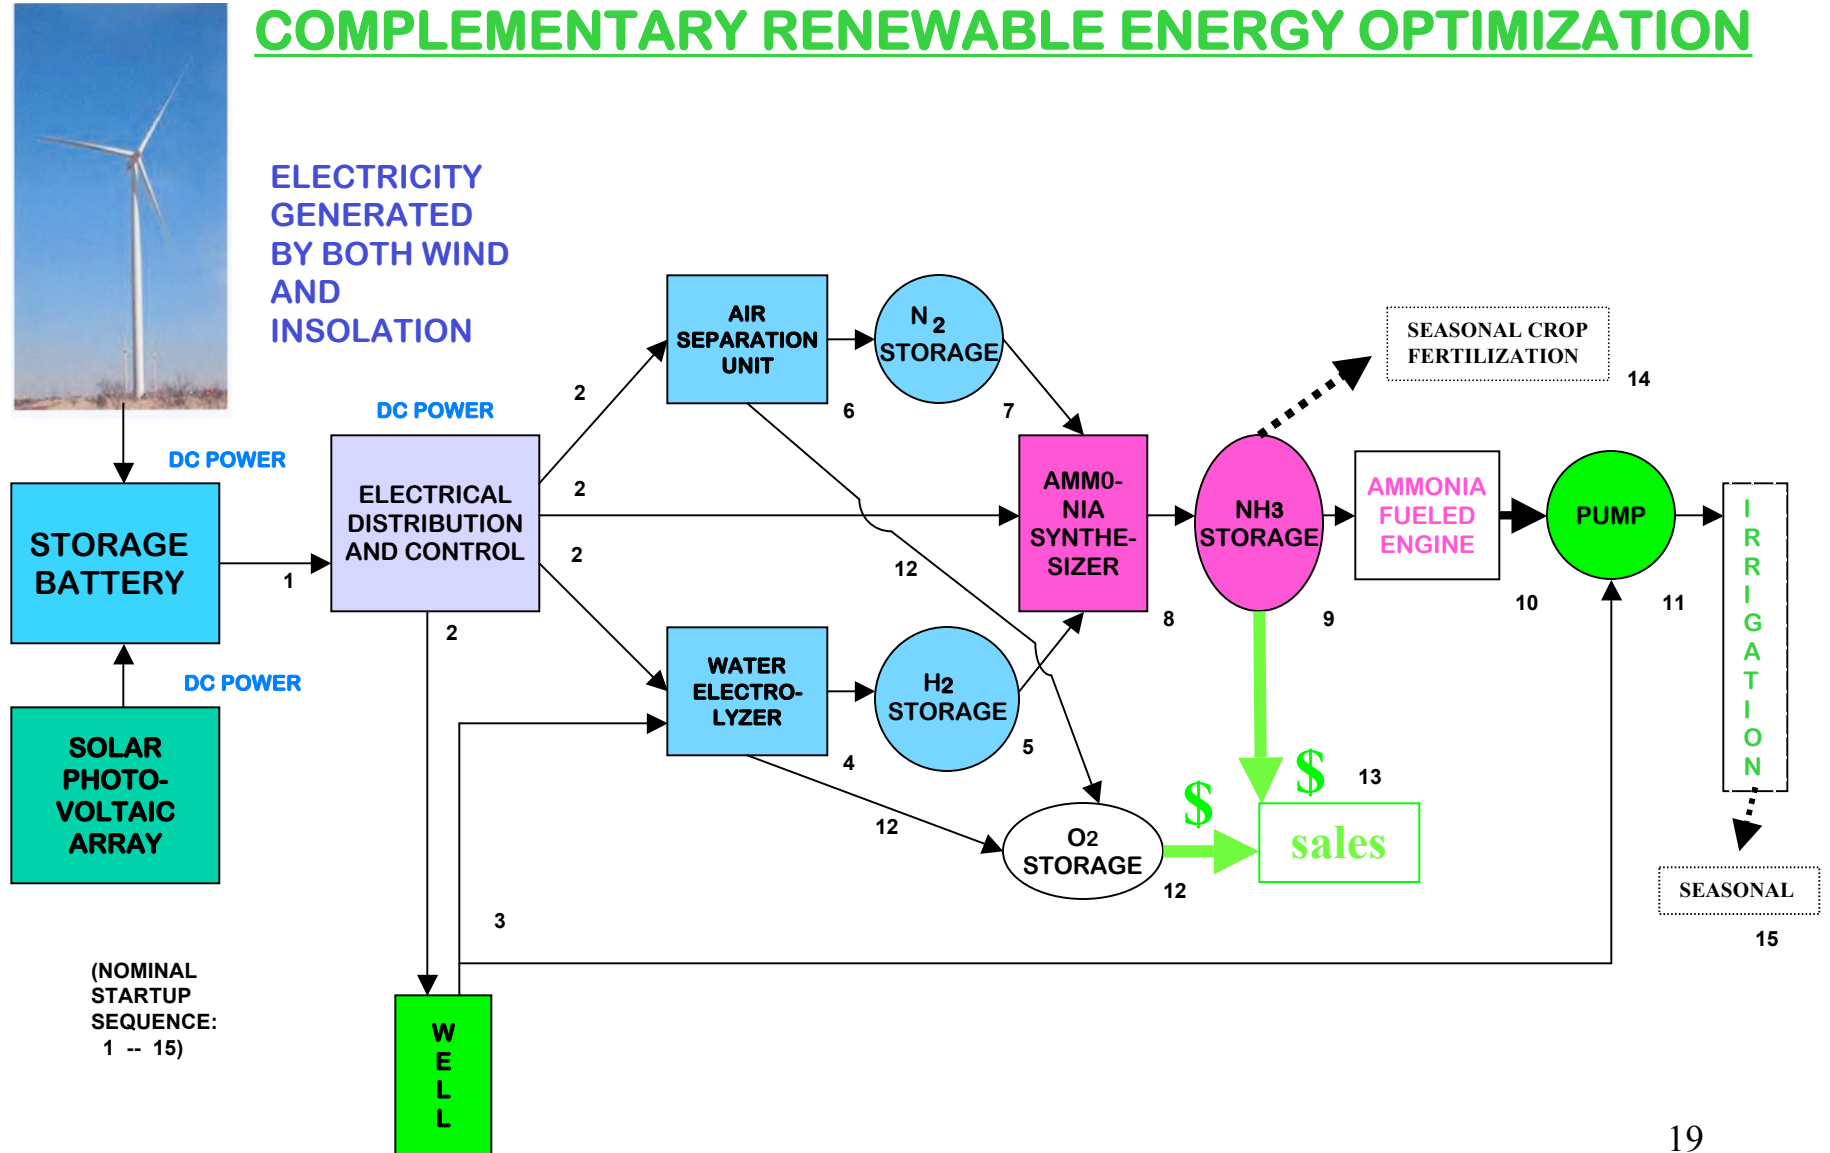 COMPLEMENTARY RENEWABLE ENERGY OPTIMIZATION
ELECTRICITY
GENERATED
BY BOTH WIND
AND
INSOLATION
DC POWER
STORAGE
BATTERY
DC POWER
SOLAR
PHOTO-
VOLTAIC
ARRAY
(NOMINAL
STARTUP
SEQUENCE:
1 -- 15)
1
DC POWER
ELECTRICAL
DISTRIBUTION
AND CONTROL
2
2
2
2
3
W
E
L
L
AIR
SEPARATION
UNIT
6
N2
STORAGE
7
12
WATER
ELECTRO-
LYZER
4
H2
STORAGE
5
12
O2
STORAGE
12
AMM0-
NIA
SYNTHE-
SIZER
8
NH3
STORAGE
9
SEASONAL CROP
FERTILIZATION
14
AMMONIA
FUELED
ENGINE
10
PUMP
11
I
R
R
I
G
A
T
I
O
N
$
$
13
sales
SEASONAL
15
19